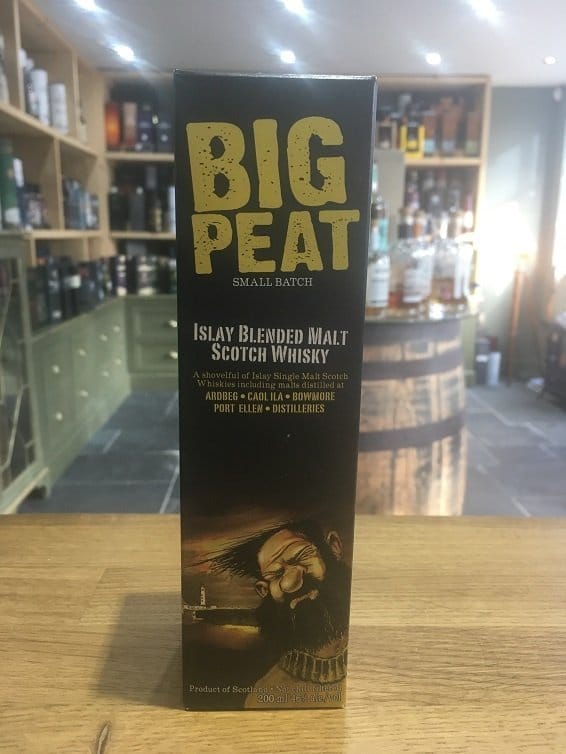 BIG
PEAT
SMALL BATCH
ISLAY BLENDED MALT
SCOTCH WHISKY
A shovelful of Islay Single Malt Scotch
Whiskies including malts distilled at
ARDBEG • CAOL ILA • BOWMORE
PORT ELLEN • DISTILLERIES
Product of Scotland •
200 ml